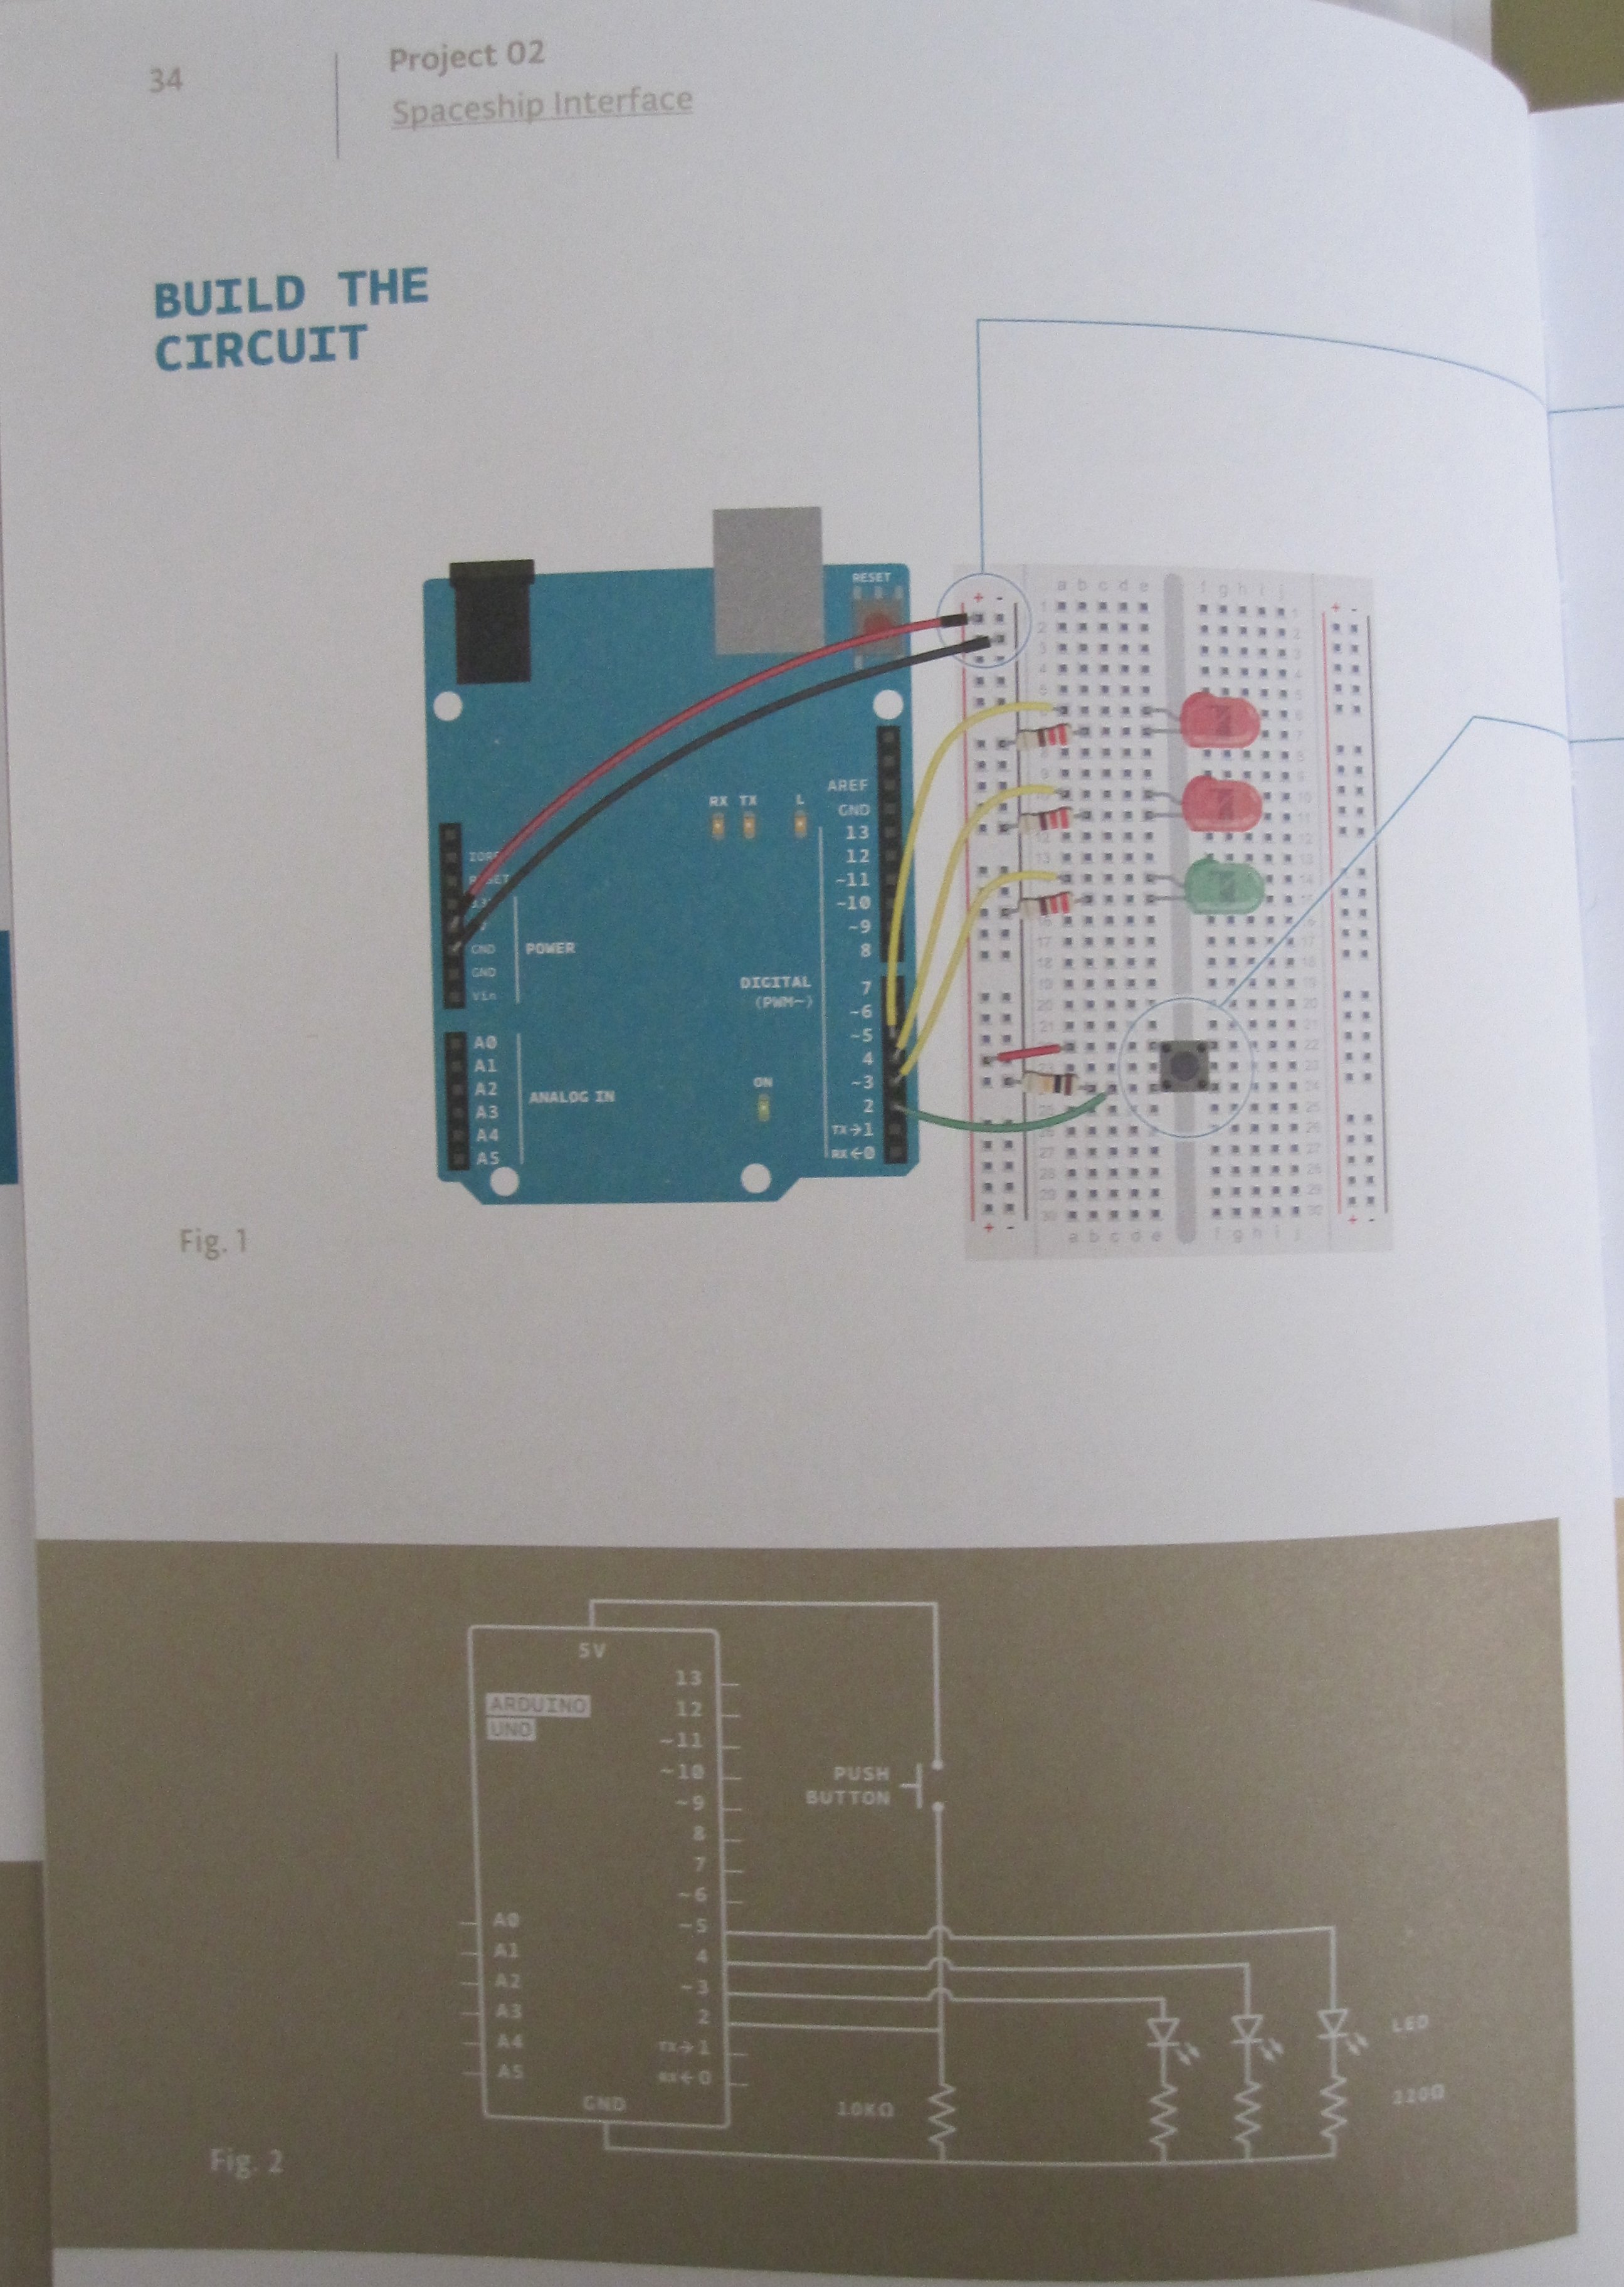 34
Project 02
Spaceship Interface
BUILD THE
CIRCUIT
RESET
+ -
a b c d e
f g h i j
+ -
RX TX L
AREF
GND
13
12
~11
~10
~9
8
7
~6
~5
4
~3
2
TX→1
RX←0
DIGITAL
(PWM~)
GND
GND
Vin
POWER
A0
A1
A2
A3
A4
A5
ANALOG IN
ON
+ -
a b c d e
f g h i j
+ -
Fig. 1
5V
ARDUINO
UNO
13
12
~11
~10
~9
8
7
~6
~5
4
~3
2
TX→1
RX←0
A0
A1
A2
A3
A4
A5
GND
PUSH
BUTTON
10KΩ
LED
220Ω
Fig. 2